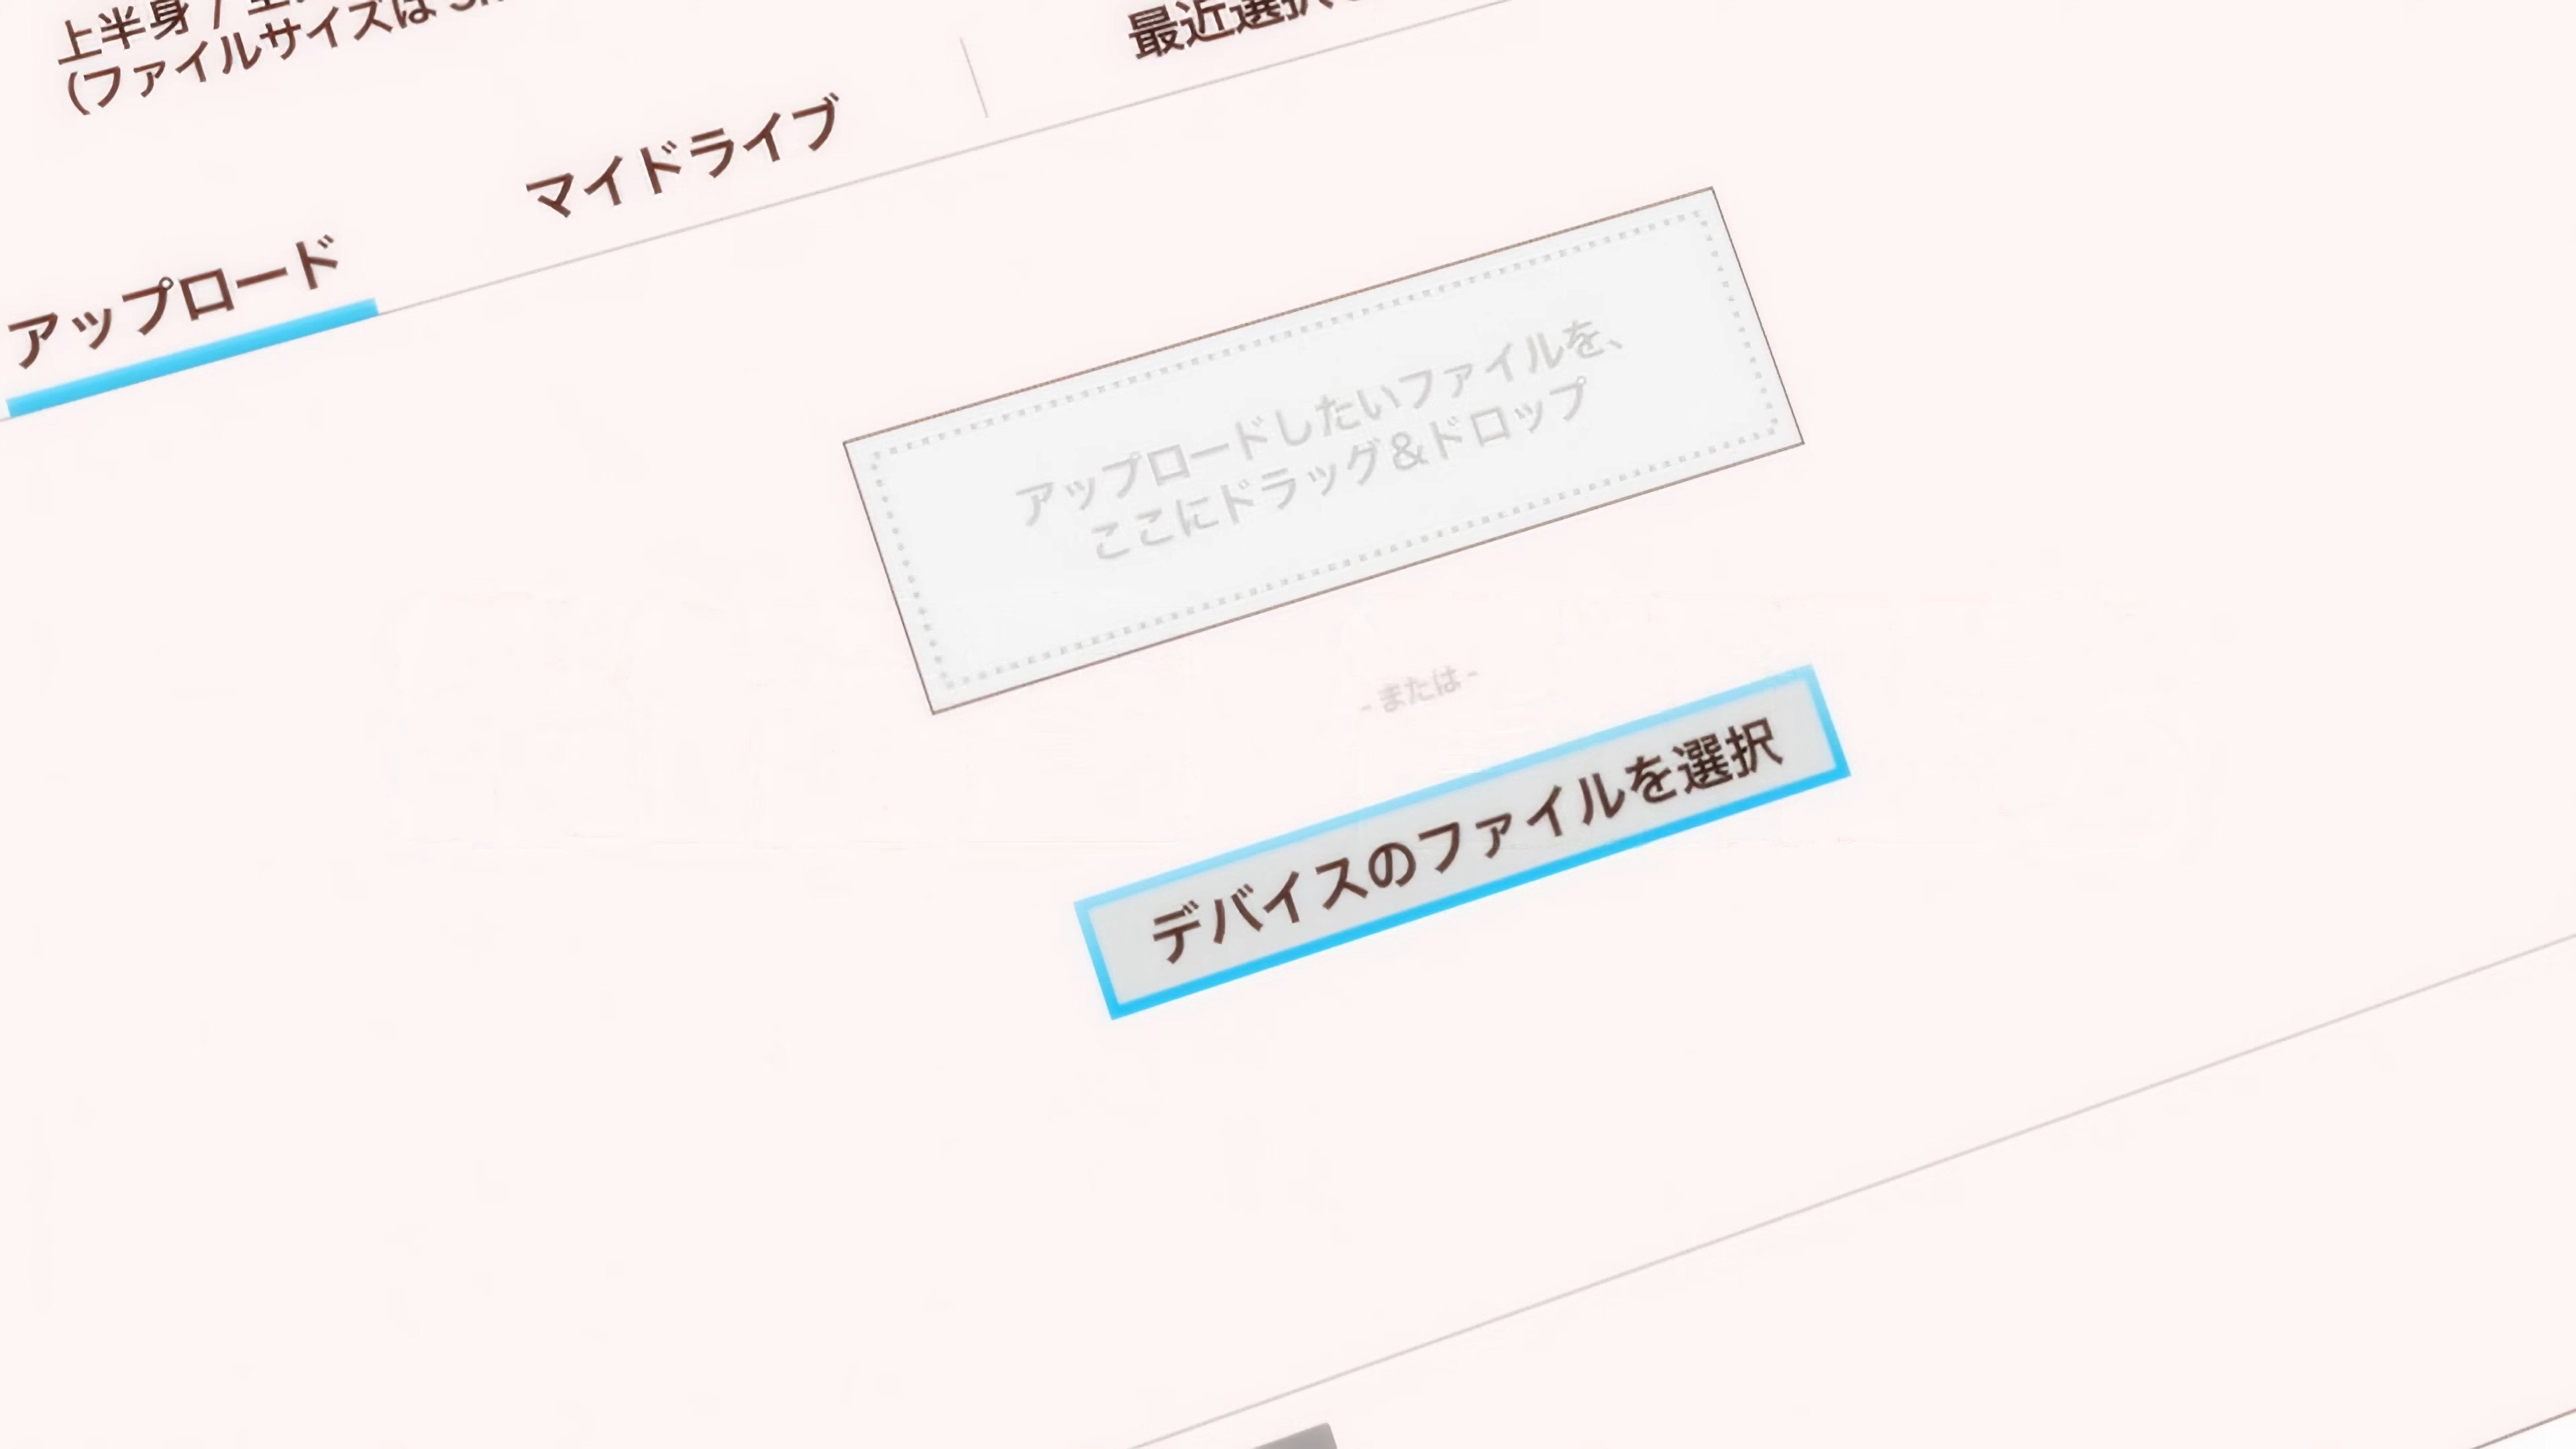 上半身 /
(ファイルサイズは
アップロード
マイドライブ
最近選択
アップロードしたいファイルを、
ここにドラッグ&ドロップ
- または -
デバイスのファイルを選択